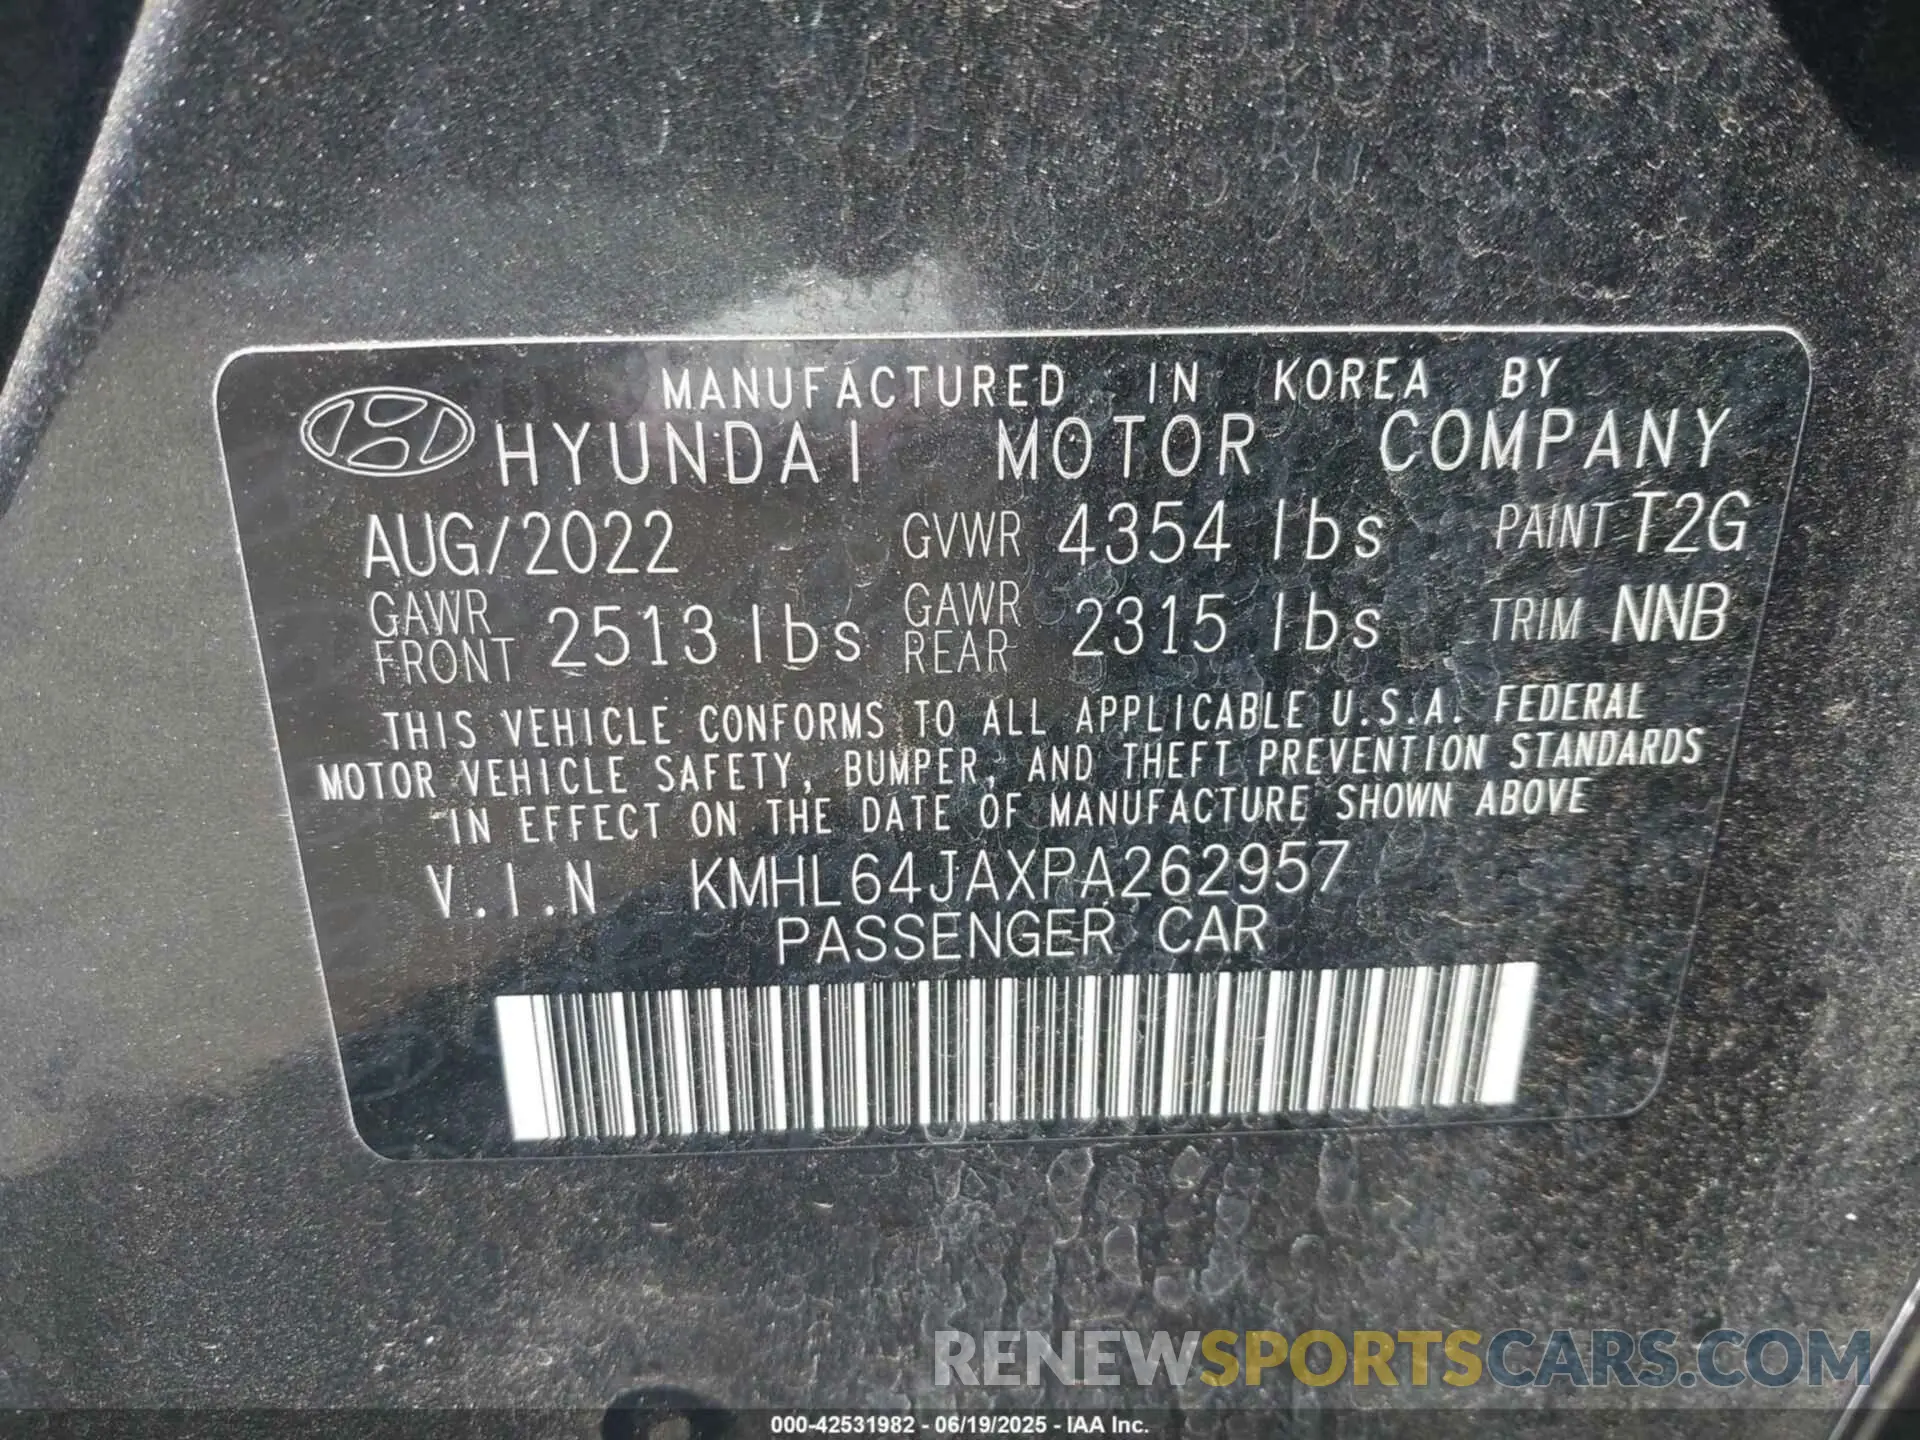 MANUFACTURED IN KOREA BY
HYUNDAI MOTOR COMPANY
AUG/2022 GVWR 4354 lbs PAINT T2G
GAWR FRONT 2513 lbs GAWR REAR 2315 lbs TRIM NNB
THIS VEHICLE CONFORMS TO ALL APPLICABLE U.S.A. FEDERAL
MOTOR VEHICLE SAFETY, BUMPER, AND THEFT PREVENTION STANDARDS
IN EFFECT ON THE DATE OF MANUFACTURE SHOWN ABOVE
V.I.N KMHL64JAXPA262957
PASSENGER CAR
RENEWSPORTSCARS.COM
000-42531982 - 06/19/2025 - IAA Inc.